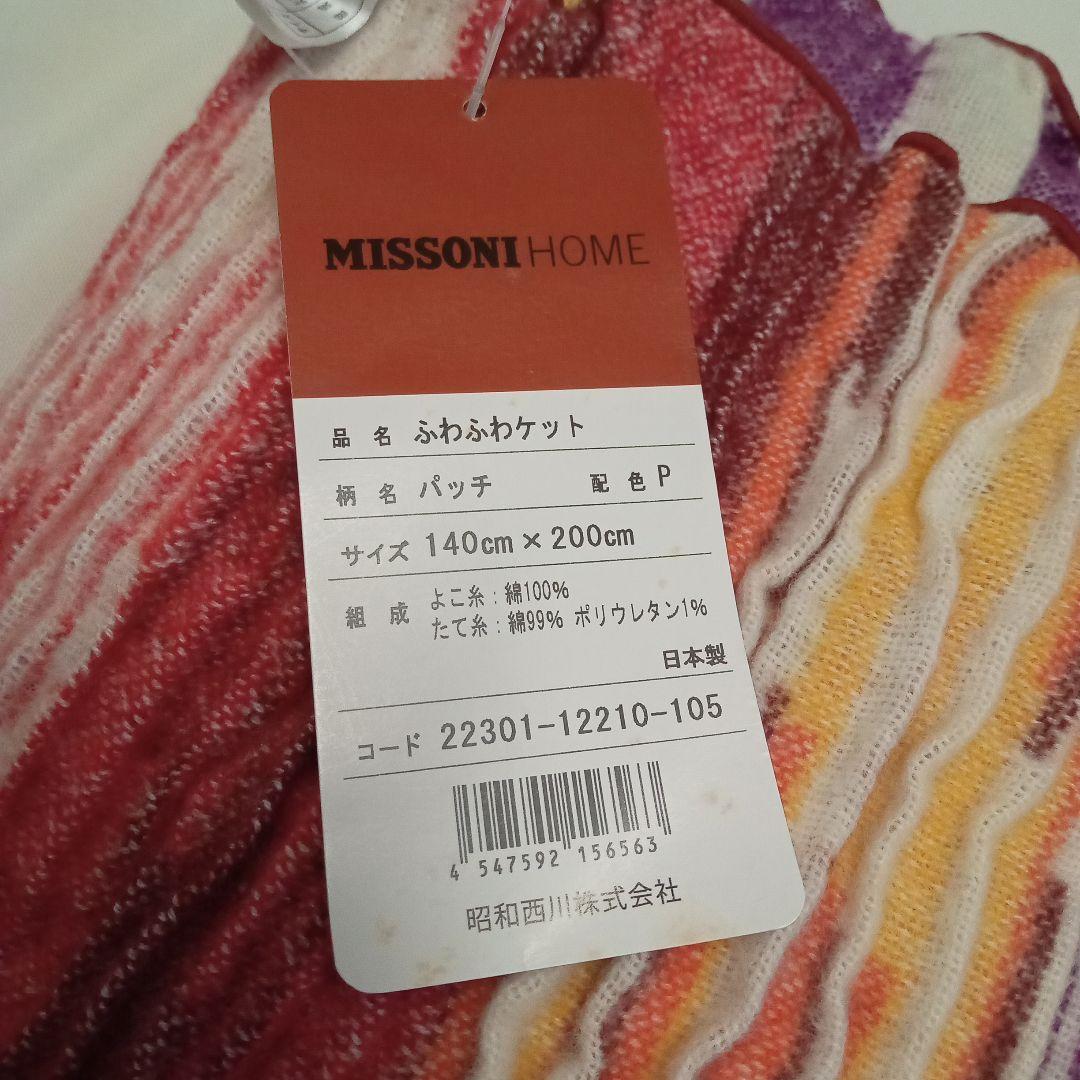 MISSONI HOME
品名 ふわふわケット
柄名 パッチ 配色 P
サイズ 140cm×200cm
組成 よこ糸:綿100%
たて糸:綿99% ポリウレタン1%
日本製
コード 22301-12210-105
4 547592 156563
昭和西川株式会社